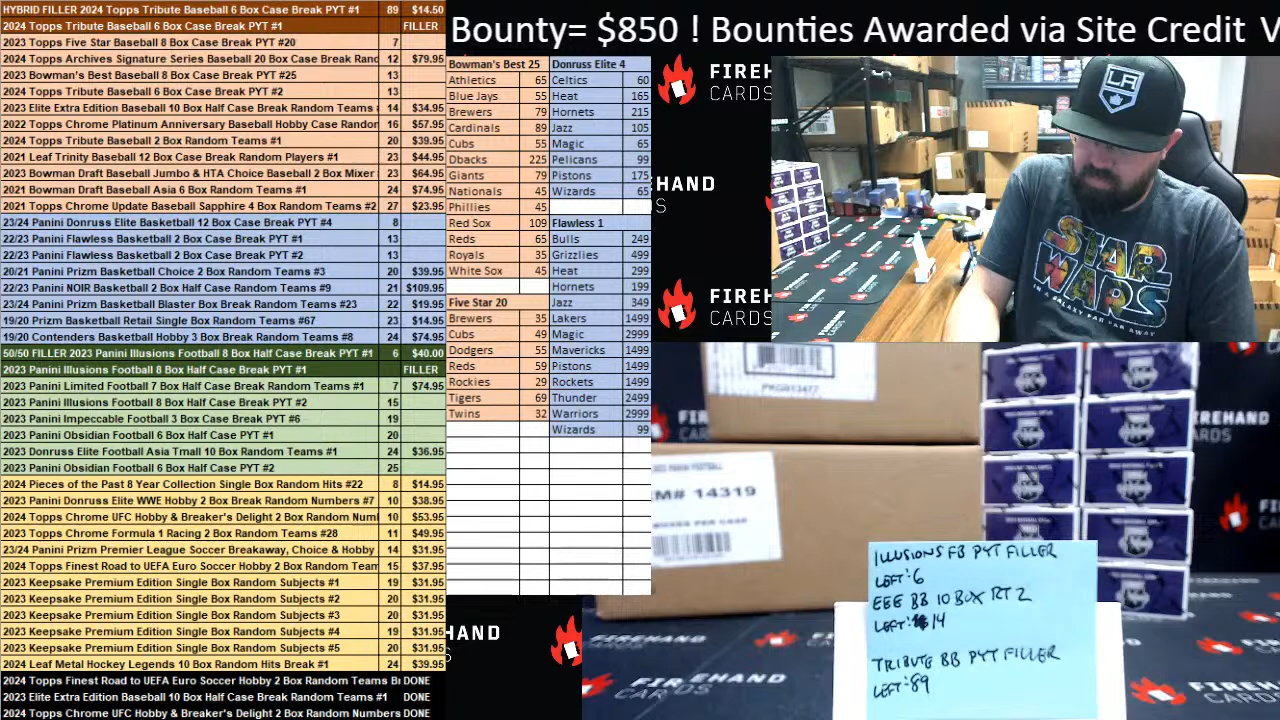 HYBRID FILLER 2024 Topps Tribute Baseball 6 Box Case Break PYT #1 89 $14.50
2024 Topps Tribute Baseball 6 Box Case Break PYT #1 FILLER
2023 Topps Five Star Baseball 8 Box Case Break PYT #20 7
2024 Topps Archives Signature Series Baseball 20 Box Case Break Rand 12 $79.95
2023 Bowman's Best Baseball 8 Box Case Break PYT #25 13
2024 Topps Tribute Baseball 6 Box Case Break PYT #2 13
2023 Elite Extra Edition Baseball 10 Box Half Case Break Random Teams 14 $34.95
2022 Topps Chrome Platinum Anniversary Baseball Hobby Case Random 16 $57.95
2024 Topps Tribute Baseball 2 Box Random Teams #1 20 $39.95
2021 Leaf Trinity Baseball 12 Box Case Break Random Players #1 23 $44.95
2023 Bowman Draft Baseball Jumbo & HTA Choice Baseball 2 Box Mixer 23 $64.95
2021 Bowman Draft Baseball Asia 6 Box Random Teams #1 24 $74.95
2021 Topps Chrome Update Baseball Sapphire 4 Box Random Teams #2 27 $23.95
23/24 Panini Donruss Elite Basketball 12 Box Case Break PYT #4 8
22/23 Panini Flawless Basketball 2 Box Case Break PYT #1 13
22/23 Panini Flawless Basketball 2 Box Case Break PYT #2 13
20/21 Panini Prizm Basketball Choice 2 Box Random Teams #3 20 $39.95
22/23 Panini NOIR Basketball 2 Box Half Case Random Teams #9 21 $109.95
23/24 Panini Prizm Basketball Blaster Box Break Random Teams #23 22 $19.95
19/20 Prizm Basketball Retail Single Box Random Teams #67 23 $14.95
19/20 Contenders Basketball Hobby 3 Box Break Random Teams #8 24 $74.95
50/50 FILLER 2023 Panini Illusions Football 8 Box Half Case Break PYT #1 6 $40.00
2023 Panini Illusions Football 8 Box Half Case Break PYT #1 FILLER
2023 Panini Limited Football 7 Box Half Case Break Random Teams #1 7 $74.95
2023 Panini Illusions Football 8 Box Half Case Break PYT #2 15
2023 Panini Impeccable Football 3 Box Case Break PYT #6 19
2023 Panini Obsidian Football 6 Box Half Case PYT #1 20
2023 Donruss Elite Football Asia Tmall 10 Box Random Teams #1 24 $36.95
2023 Panini Obsidian Football 6 Box Half Case PYT #2 25
2024 Pieces of the Past 8 Year Collection Single Box Random Hits #22 8 $14.95
2023 Panini Donruss Elite WWE Hobby 2 Box Break Random Numbers #7 10 $38.95
2024 Topps Chrome UFC Hobby & Breaker's Delight 2 Box Random Numl 10 $53.95
2024 Topps Chrome Formula 1 Racing 2 Box Random Teams #28 11 $49.95
23/24 Panini Prizm Premier League Soccer Breakaway, Choice & Hobby 14 $31.95
2024 Topps Finest Road to UEFA Euro Soccer Hobby 2 Box Random Team 15 $37.95
2023 Keepsake Premium Edition Single Box Random Subjects #1 19 $31.95
2023 Keepsake Premium Edition Single Box Random Subjects #2 20 $31.95
2023 Keepsake Premium Edition Single Box Random Subjects #3 20 $31.95
2023 Keepsake Premium Edition Single Box Random Subjects #4 19 $31.95
2023 Keepsake Premium Edition Single Box Random Subjects #5 20 $31.95
2024 Leaf Metal Hockey Legends 10 Box Random Hits Break #1 24 $39.95
2024 Topps Finest Road to UEFA Euro Soccer Hobby 2 Box Random Teams Br DONE
2023 Elite Extra Edition Baseball 10 Box Half Case Break Random Teams #1 DONE
2024 Topps Chrome UFC Hobby & Breaker's Delight 2 Box Random Numbers DONE
Bounty= $850 ! Bounties Awarded via Site Credit V
Bowman's Best 25
Athletics 65
Blue Jays 55
Brewers 79
Cardinals 89
Cubs 55
Dbacks 225
Giants 79
Nationals 45
Phillies 45
Red Sox 109
Reds 65
Royals 35
White Sox 45
Five Star 20
Brewers 35
Cubs 49
Dodgers 55
Reds 59
Rockies 29
Tigers 69
Twins 32
Donruss Elite 4
Celtics 60
Heat 165
Hornets 215
Jazz 105
Magic 65
Pelicans 99
Pistons 175
Wizards 65
Flawless 1
Bulls 249
Grizzlies 499
Heat 299
Hornets 199
Jazz 349
Lakers 1499
Magic 2999
Mavericks 1499
Pistons 1499
Rockets 1499
Thunder 2499
Warriors 2999
Wizards 99
FIREH
CARDS
HAND
S
FIREH
CARDS
HAND
LA
STAR
WARS
IN A GALAXY FAR FAR AWAY
FIREHAND
CARDS
IREHAND
CARDS
M# 14319
ILLUSIONS FB PYT FILLER
LEFT: 6
EEE BB 10 BOX RT 2
LEFT: 14
TRIBUTE BB PYT FILLER
LEFT: 89
FIREHAND
CARDS